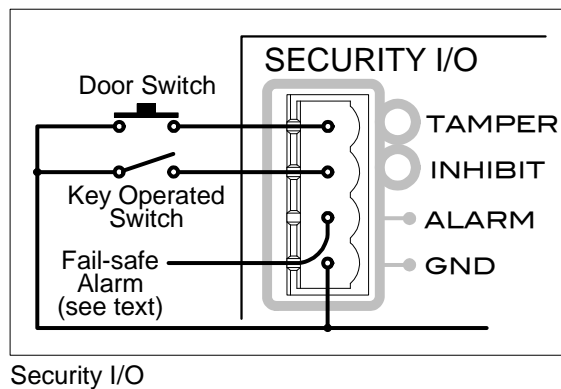 SECURITY I/O
Door Switch
TAMPER
INHIBIT
Key Operated
Switch
ALARM
Fail-safe
Alarm
(see text)
GND
Security I/O